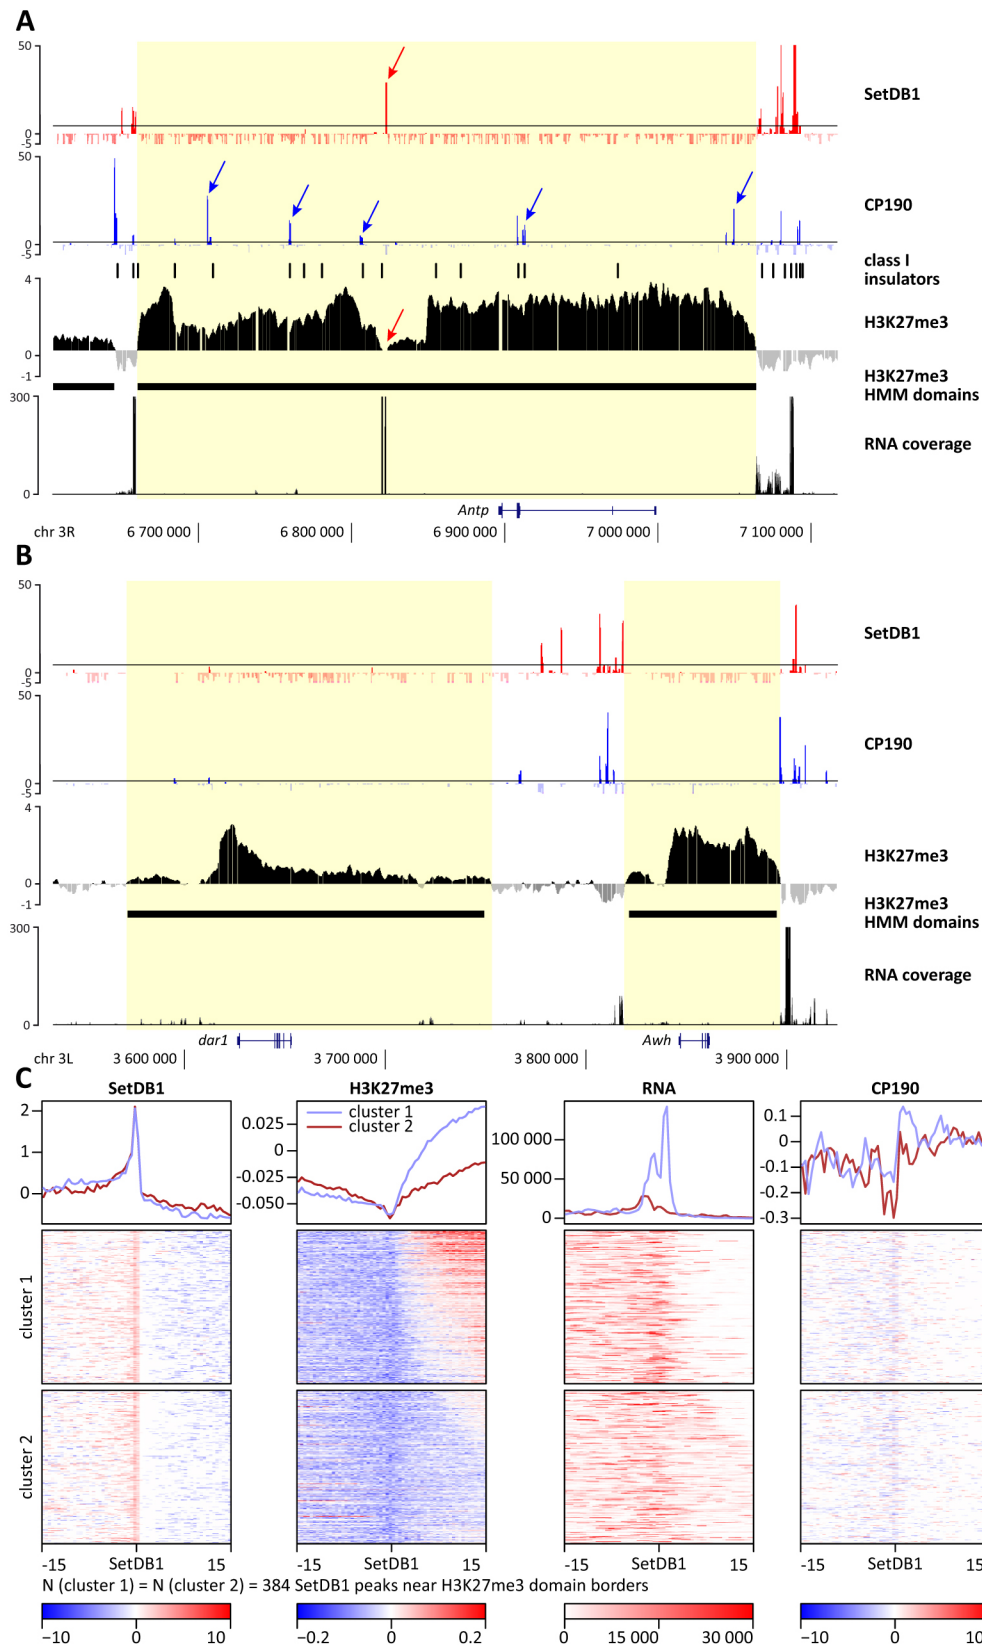 A
50
0
-5
SetDB1
50
0
-5
CP190
class I
insulators
4
0
-1
H3K27me3
H3K27me3
HMM domains
300
0
RNA coverage
Antp
chr 3R
6 700 000
6 800 000
6 900 000
7 000 000
7 100 000
B
50
0
-5
SetDB1
50
0
-5
CP190
4
0
-1
H3K27me3
H3K27me3
HMM domains
300
0
RNA coverage
dar1
Awh
chr 3L
3 600 000
3 700 000
3 800 000
3 900 000
C
SetDB1
H3K27me3
RNA
CP190
2
1
0
0.025
0
-0.025
-0.050
cluster 1
cluster 2
100 000
50 000
0
0.1
0
-0.1
-0.2
-0.3
cluster 1
cluster 2
-15 SetDB1 15
-15 SetDB1 15
-15 SetDB1 15
-15 SetDB1 15
N (cluster 1) = N (cluster 2) = 384 SetDB1 peaks near H3K27me3 domain borders
−10 0 10
−0.2 0 0.2
0 15 000 30 000
−10 0 10